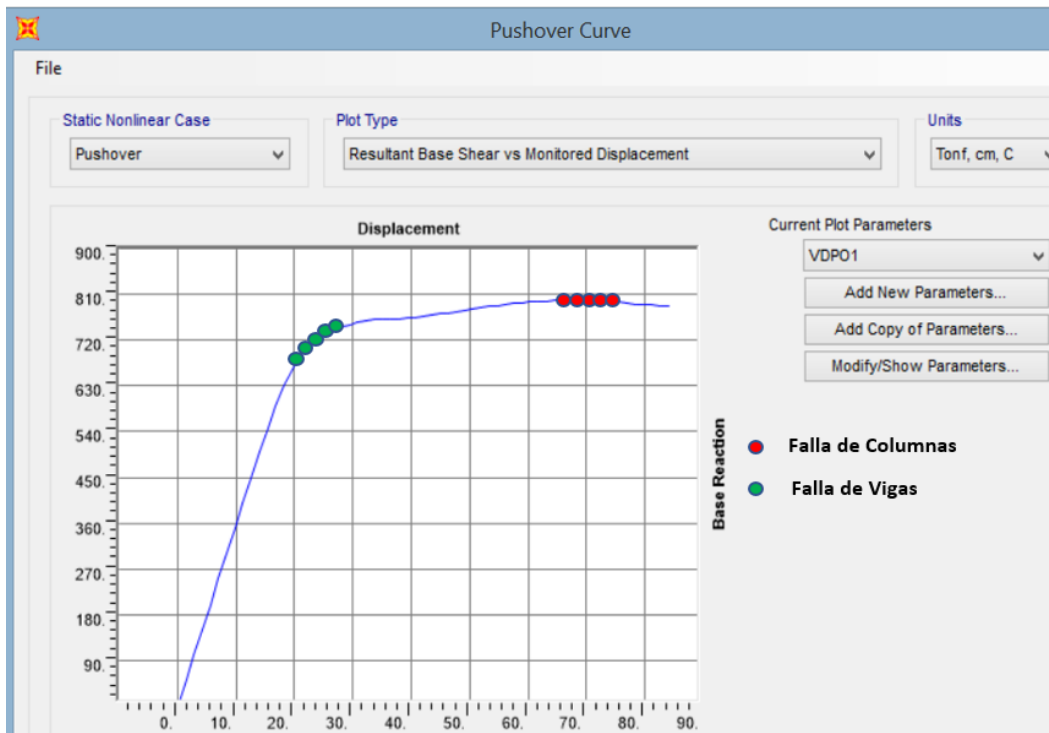 Pushover Curve
File
Static Nonlinear Case
Pushover
Plot Type
Resultant Base Shear vs Monitored Displacement
Units
Tonf, cm, C
Displacement
900.
810.
720.
630.
540.
450.
360.
270.
180.
90.
0. 10. 20. 30. 40. 50. 60. 70. 80. 90.
Base Reaction
Current Plot Parameters
VDPO1
Add New Parameters...
Add Copy of Parameters...
Modify/Show Parameters...
Falla de Columnas
Falla de Vigas